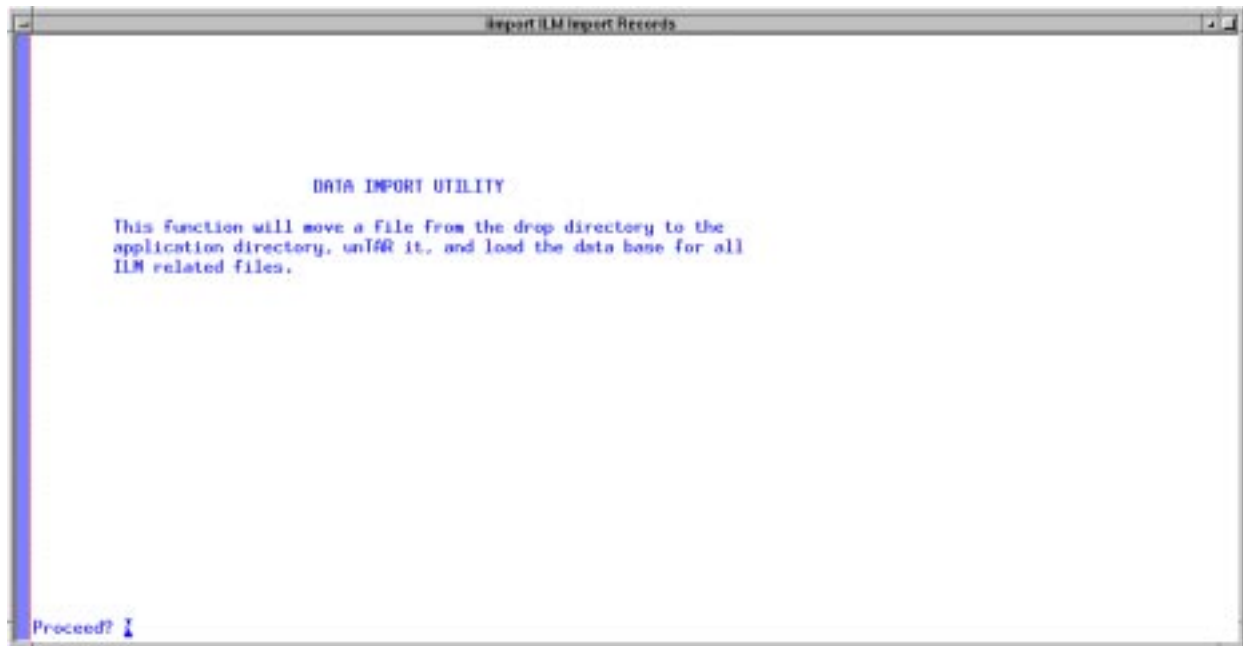 iimport ILM Import Records
DATA IMPORT UTILITY
This function will move a file from the drop directory to the
application directory, unTAR it, and load the data base for all
ILM related files.
Proceed?